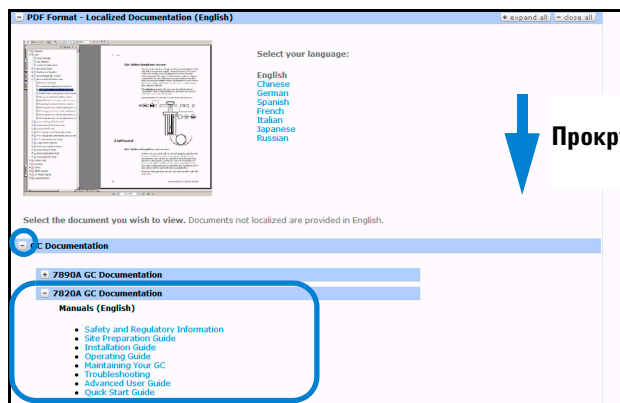 PDF Format - Localized Documentation (English)
expand all
close all
Select your language:
English
Chinese
German
Spanish
French
Italian
Japanese
Russian
Select the document you wish to view. Documents not localized are provided in English.
GC Documentation
7890A GC Documentation
7820A GC Documentation
Manuals (English)
Safety and Regulatory Information
Site Preparation Guide
Installation Guide
Operating Guide
Maintaining Your GC
Troubleshooting
Advanced User Guide
Quick Start Guide